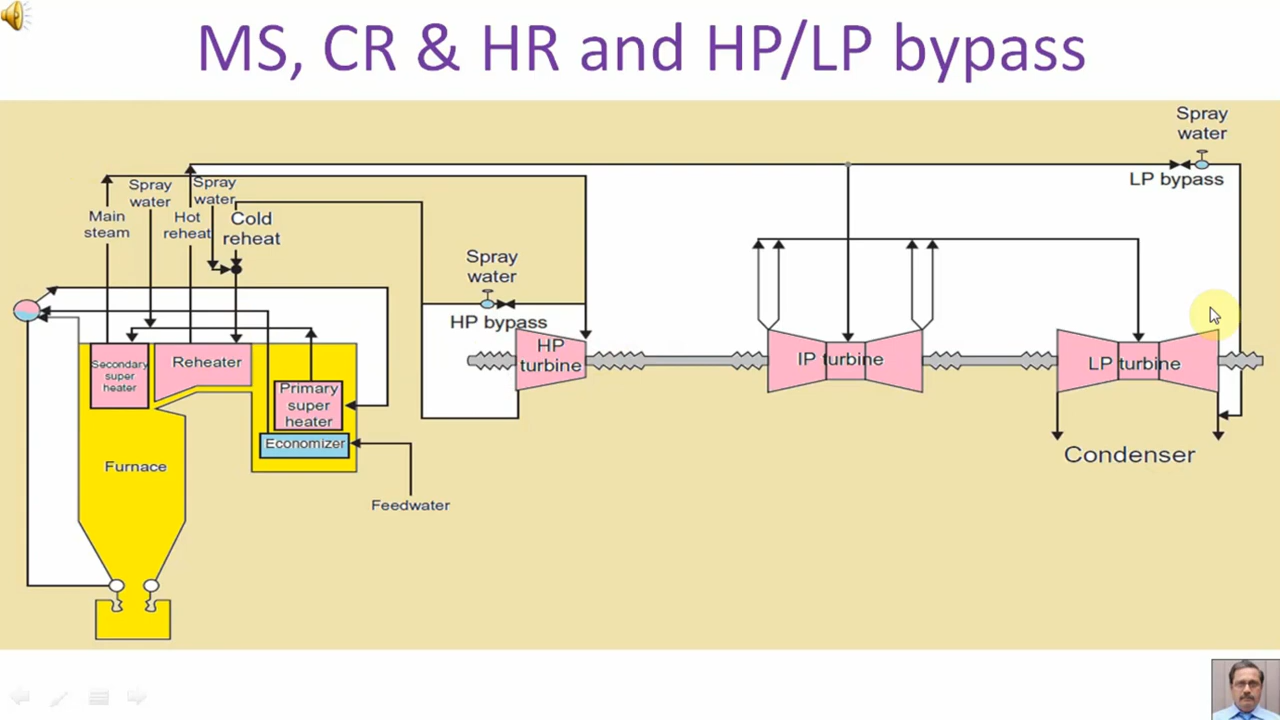 MS, CR & HR and HP/LP bypass
Spray
water
LP bypass
Spray
water
Spray
water
Main
steam
Hot
reheat
Cold
reheat
Spray
water
HP bypass
HP
turbine
IP turbine
LP turbine
Secondary
super
heater
Reheater
Primary
super
heater
Economizer
Furnace
Feedwater
Condenser